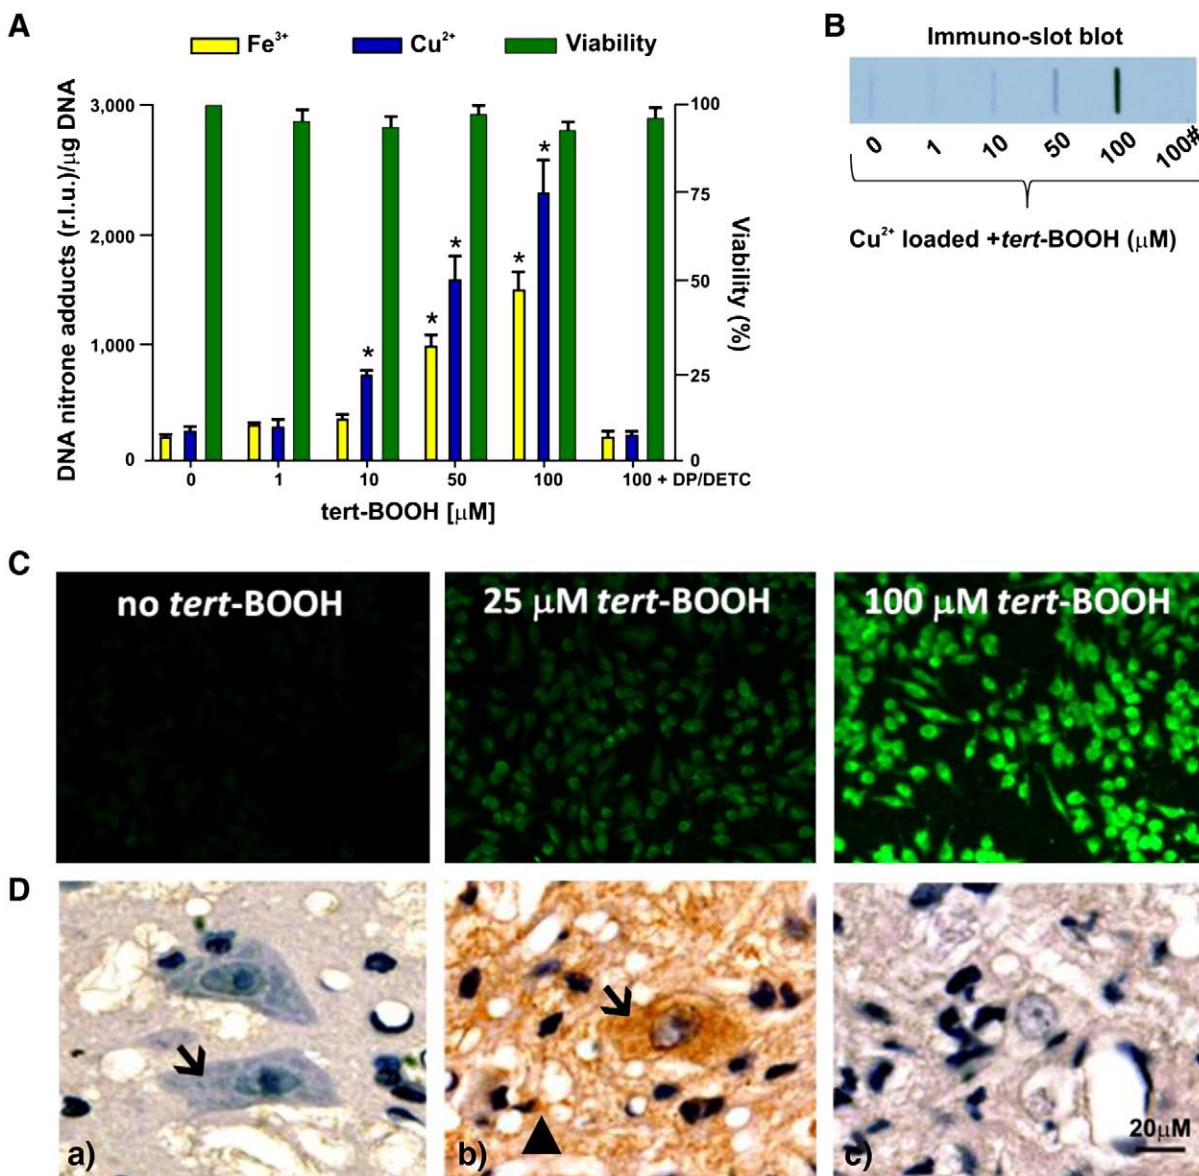 A
Fe³⁺ Cu²⁺ Viability
DNA nitrone adducts (r.l.u.)/μg DNA
3,000
2,000
1,000
0
100
75
50
25
0
Viability (%)
* * * * *
0 1 10 50 100 100 + DP/DETC
tert-BOOH [μM]
B
Immuno-slot blot
0 1 10 50 100 100#
Cu²⁺ loaded +tert-BOOH (μM)
C
no tert-BOOH
25 μM tert-BOOH
100 μM tert-BOOH
D
a)
b)
c)
20μM